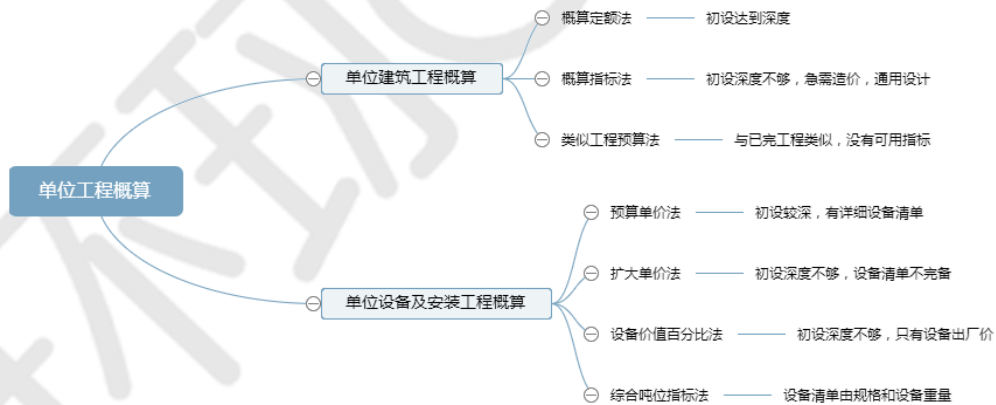 单位工程概算
单位建筑工程概算
概算定额法 初设达到深度
概算指标法 初设深度不够，急需造价，通用设计
类似工程预算法 与已完工程类似，没有可用指标
单位设备及安装工程概算
预算单价法 初设较深，有详细设备清单
扩大单价法 初设深度不够，设备清单不完备
设备价值百分比法 初设深度不够，只有设备出厂价
综合吨位指标法 设备清单由规格和设备重量